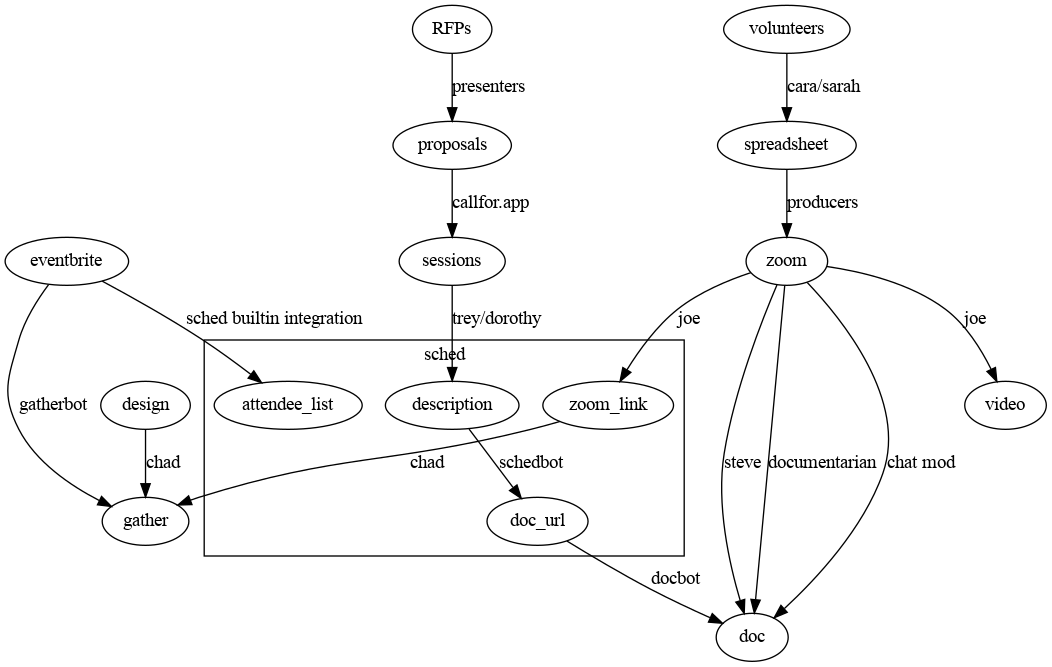 RFPs
volunteers
presenters
cara/sarah
proposals
spreadsheet
callfor.app
producers
eventbrite
sessions
zoom
sched builtin integration
trey/dorothy
joe
joe
sched
gatherbot
design
attendee_list
description
zoom_link
video
chad
chad
schedbot
steve
documentarian
chat mod
gather
doc_url
docbot
doc